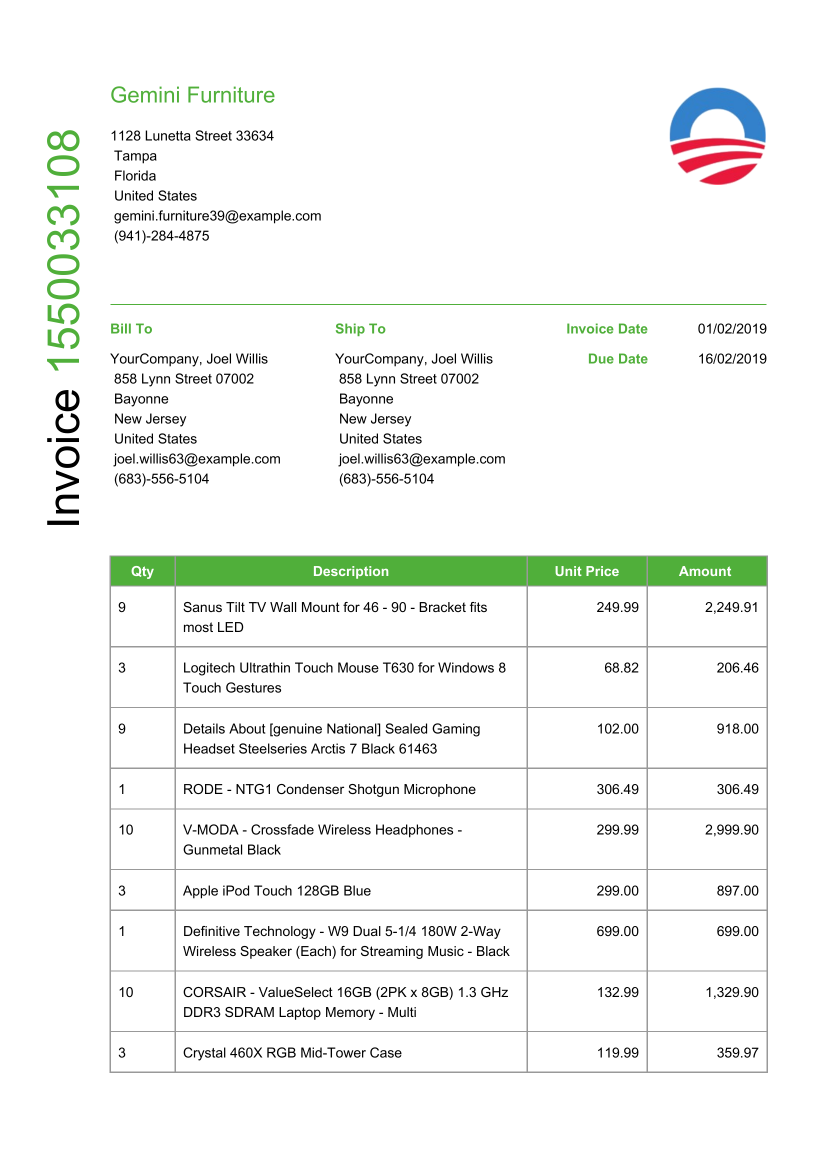 Gemini Furniture
1128 Lunetta Street 33634
Tampa
Florida
United States
gemini.furniture39@example.com
(941)-284-4875
Invoice 1550033108
Bill To
YourCompany, Joel Willis
858 Lynn Street 07002
Bayonne
New Jersey
United States
joel.willis63@example.com
(683)-556-5104
Ship To
YourCompany, Joel Willis
858 Lynn Street 07002
Bayonne
New Jersey
United States
joel.willis63@example.com
(683)-556-5104
Invoice Date 01/02/2019
Due Date 16/02/2019
Qty Description Unit Price Amount
9 Sanus Tilt TV Wall Mount for 46 - 90 - Bracket fits 249.99 2,249.91
most LED
3 Logitech Ultrathin Touch Mouse T630 for Windows 8 68.82 206.46
Touch Gestures
9 Details About [genuine National] Sealed Gaming 102.00 918.00
Headset Steelseries Arctis 7 Black 61463
1 RODE - NTG1 Condenser Shotgun Microphone 306.49 306.49
10 V-MODA - Crossfade Wireless Headphones - 299.99 2,999.90
Gunmetal Black
3 Apple iPod Touch 128GB Blue 299.00 897.00
1 Definitive Technology - W9 Dual 5-1/4 180W 2-Way 699.00 699.00
Wireless Speaker (Each) for Streaming Music - Black
10 CORSAIR - ValueSelect 16GB (2PK x 8GB) 1.3 GHz 132.99 1,329.90
DDR3 SDRAM Laptop Memory - Multi
3 Crystal 460X RGB Mid-Tower Case 119.99 359.97